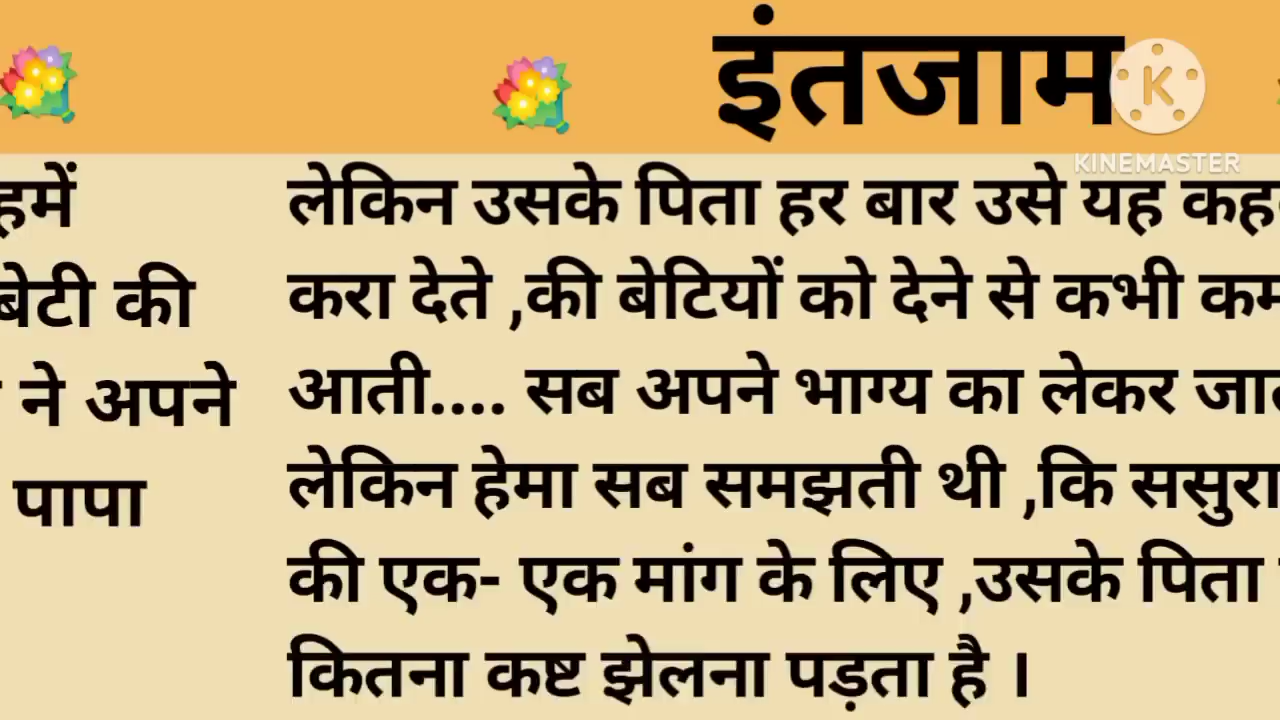 इंतजाम
KINEMASTER
हमें
बेटी की
ने अपने
पापा
लेकिन उसके पिता हर बार उसे यह
करा देते ,की बेटियों को देने से कभी
आती.... सब अपने भाग्य का लेकर
लेकिन हेमा सब समझती थी ,कि
की एक- एक मांग के लिए ,उसके पिता
कितना कष्ट झेलना पड़ता है ।